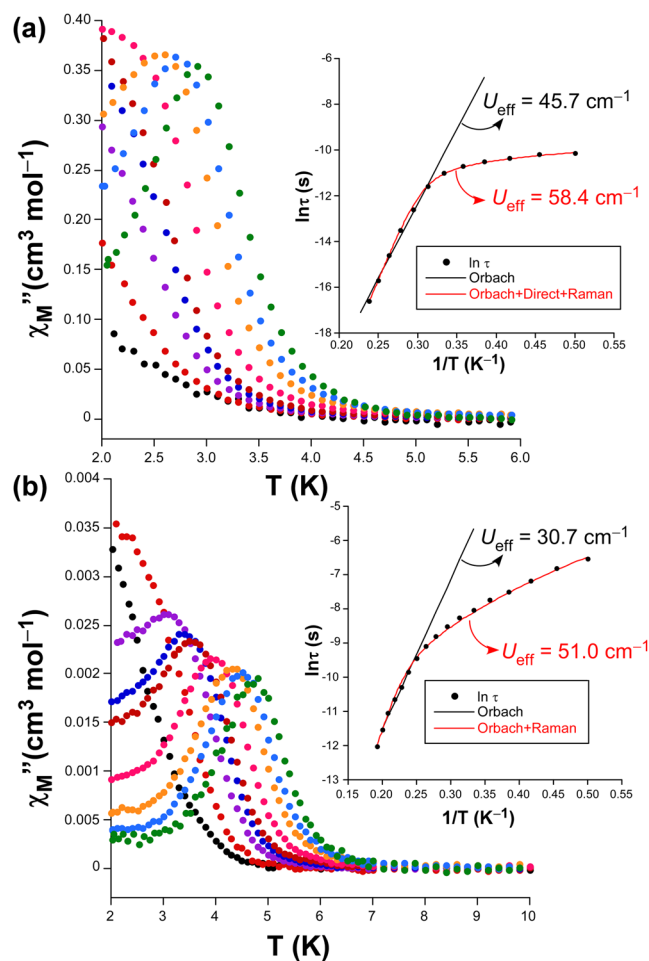 (a)
0.40
0.35
0.30
0.25
0.20
0.15
0.10
0.05
0
χM”(cm³ mol⁻¹)
2.0 2.5 3.0 3.5 4.0 4.5 5.0 5.5 6.0
T (K)
-6
-8
-10
-12
-14
-16
-18
lnτ (s)
Ueff = 45.7 cm⁻¹
Ueff = 58.4 cm⁻¹
ln τ
Orbach
Orbach+Direct+Raman
0.20 0.25 0.30 0.35 0.40 0.45 0.50 0.55
1/T (K⁻¹)
(b)
0.004
0.035
0.030
0.025
0.002
0.015
0.010
0.005
0
χM”(cm³ mol⁻¹)
2 3 4 5 6 7 8 9 10
T (K)
-5
-6
-7
-8
-9
-10
-11
-12
-13
lnτ (s)
Ueff = 30.7 cm⁻¹
Ueff = 51.0 cm⁻¹
ln τ
Orbach
Orbach+Raman
0.15 0.20 0.25 0.30 0.35 0.40 0.45 0.50 0.55
1/T (K⁻¹)